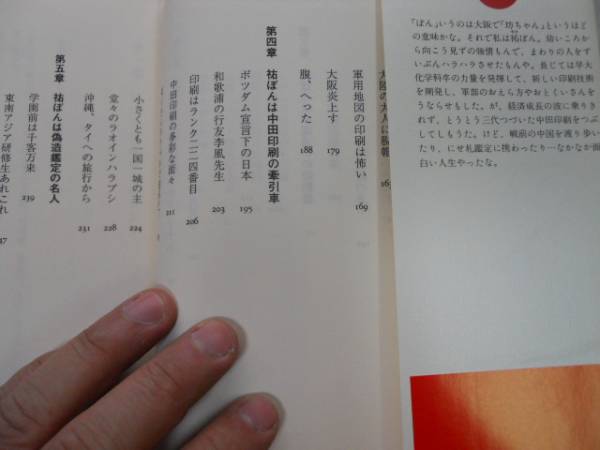 「ぼん」いうのは大阪で「坊ちゃん」というほど
の意味かな。それで私は祐ぼん。幼いころか
ら向こう見ずの強情もんで、まわりの人をず
いぶんハラハラさせたもんや。長じては早大
化学科卒の力量を発揮して、新しい印刷技術
を開発し、軍部のおえら方やおとくいさんを
うならせもした。が、経済成長の波に乗りき
れず、とうとう三代つづいた中田印刷をつぶ
してしもうた。けど、戦前の中国を渡り歩い
たり、にせ札鑑定に携わったり…なかなか面
白い人生やったな。
軍用地図の印刷は怖い 169
大阪炎上す 179
腹、へった 188
第四章 祐ぼんは中田印刷の牽引車
ポツダム宣言下の日本 195
和歌浦の行友李風先生 203
印刷はランク二二四番目 206
中田印刷の多彩な面々 211
小さくとも一国一城の主 224
堂々のラオインハラブシ 228
沖縄、タイへの旅行から 231
第五章 祐ぼんは偽造鑑定の名人
学園前は千客万来 239
東南アジア研修生あれこれ